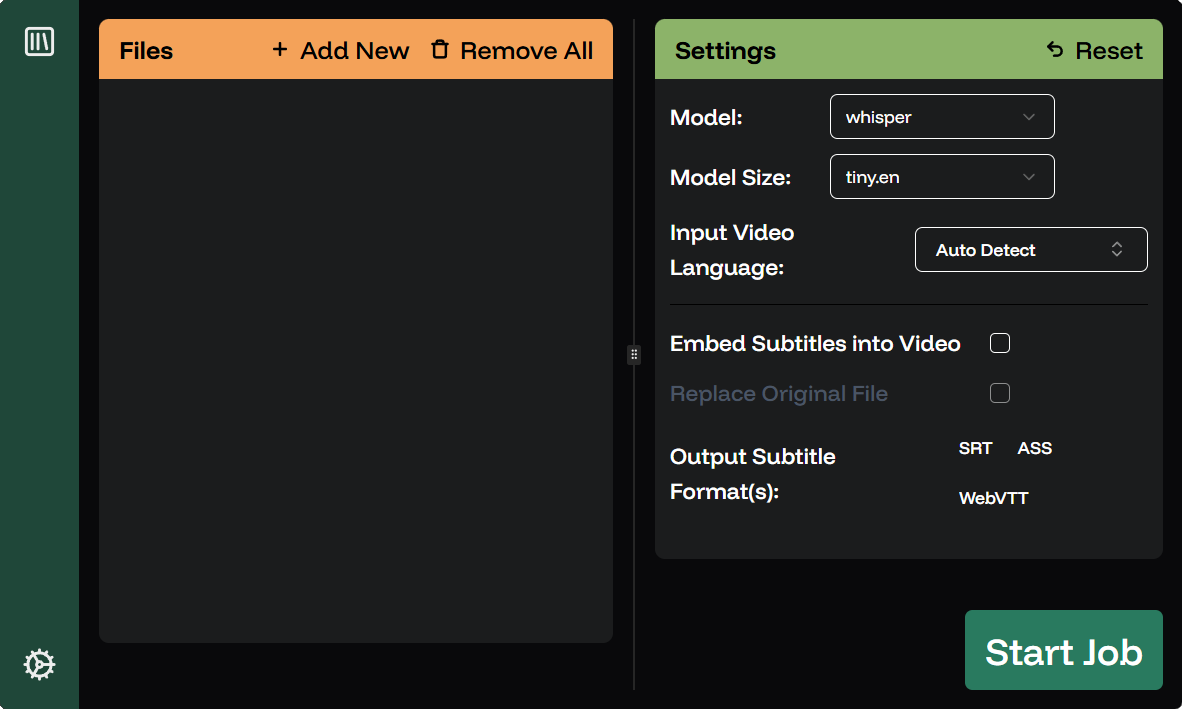 Files
+ Add New
Remove All
Settings
Reset
Model:
whisper
Model Size:
tiny.en
Input Video
Language:
Auto Detect
Embed Subtitles into Video
Replace Original File
Output Subtitle
Format(s):
SRT
ASS
WebVTT
Start Job